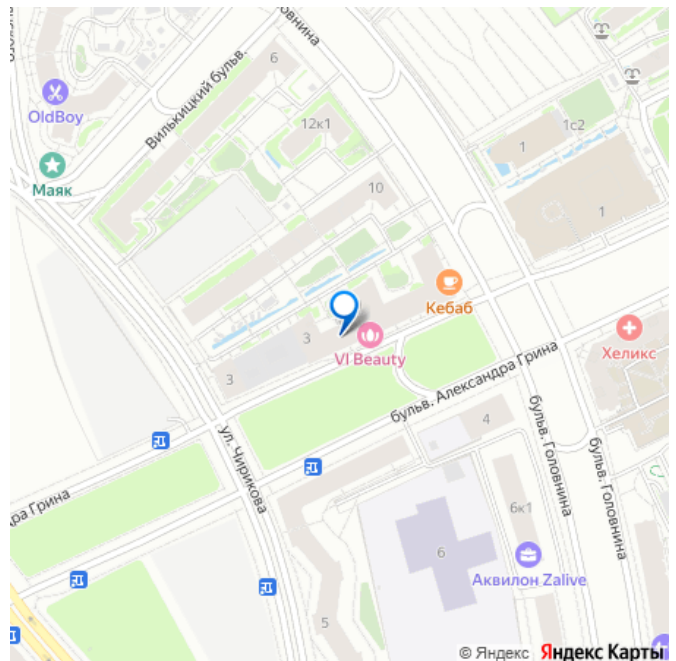 ловнина
6
Вилькицкий бульв.
OldBoy
12к1
1с2
1
Маяк
10
1
Кебаб
3
VI Beauty
Хеликс
3
бульв. Александра Грина
4
ул. Чирикова
бульв. Головнина
бульв. Головнина
дра Грина
6к1
6
Аквилон Zalive
5
© Яндекс Яндекс Карты